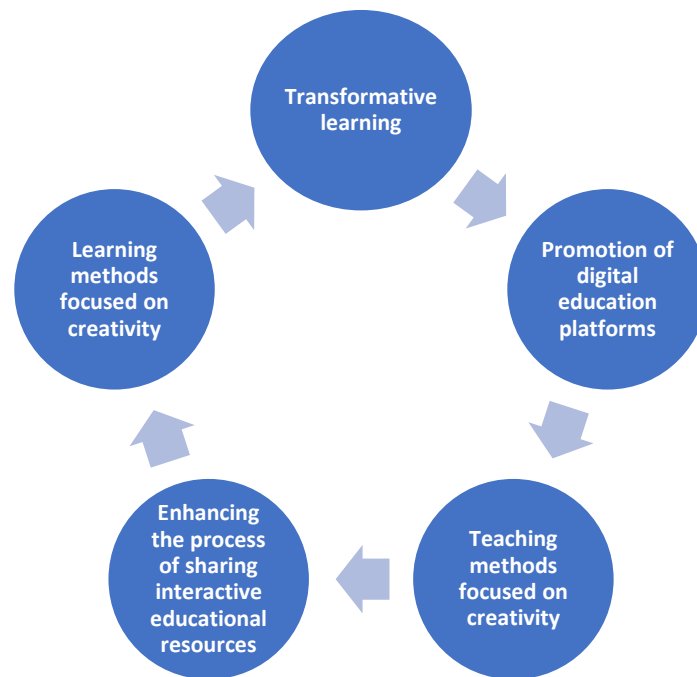 Transformative
learning
Promotion of
digital
education
platforms
Teaching
methods
focused on
creativity
Enhancing
the process
of sharing
interactive
educational
resources
Learning
methods
focused on
creativity